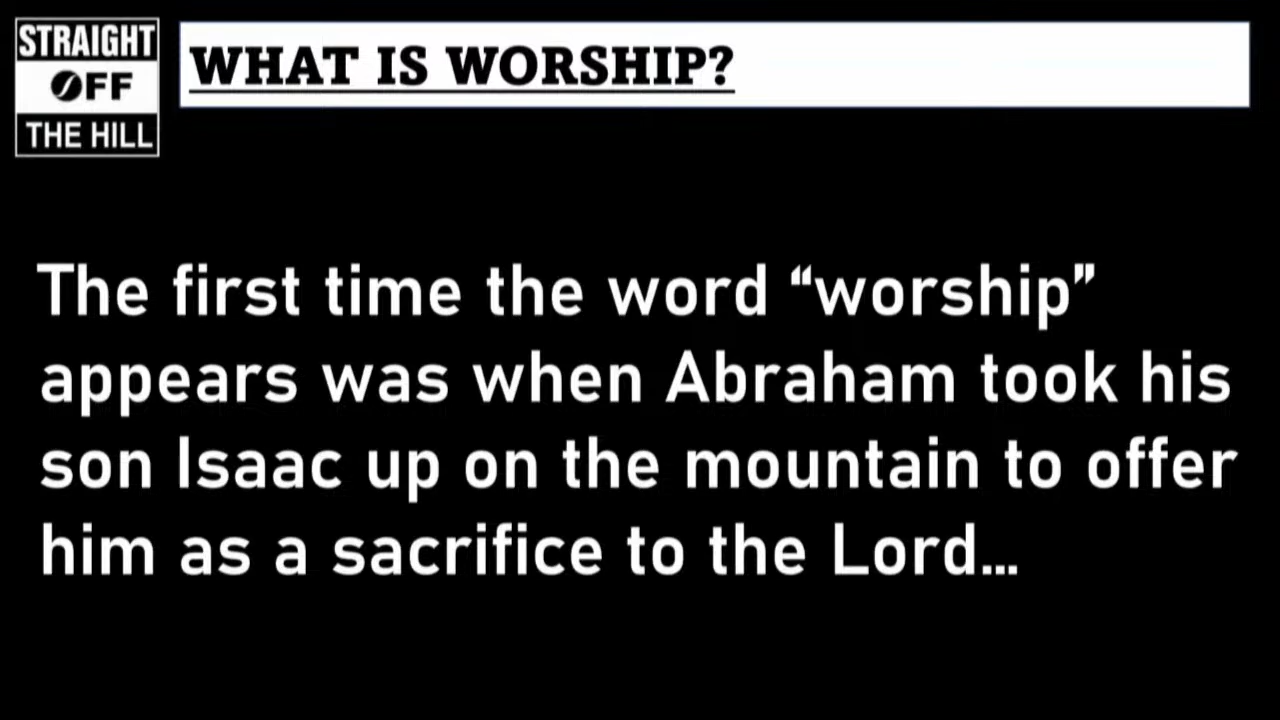 STRAIGHT
OFF
THE HILL
WHAT IS WORSHIP?
The first time the word “worship”
appears was when Abraham took his
son Isaac up on the mountain to offer
him as a sacrifice to the Lord...